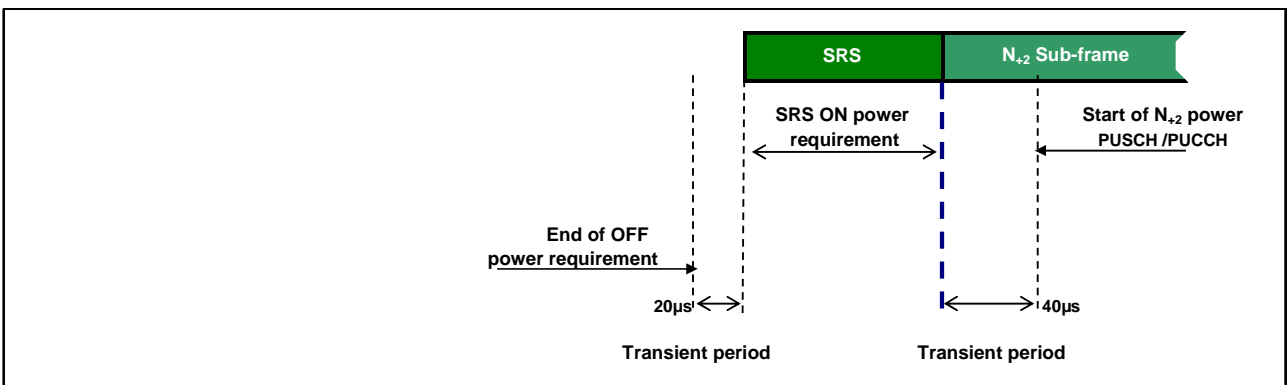 SRS
N+2 Sub-frame
SRS ON power
requirement
Start of N+2 power
PUSCH /PUCCH
End of OFF
power requirement
20µs
40µs
Transient period
Transient period